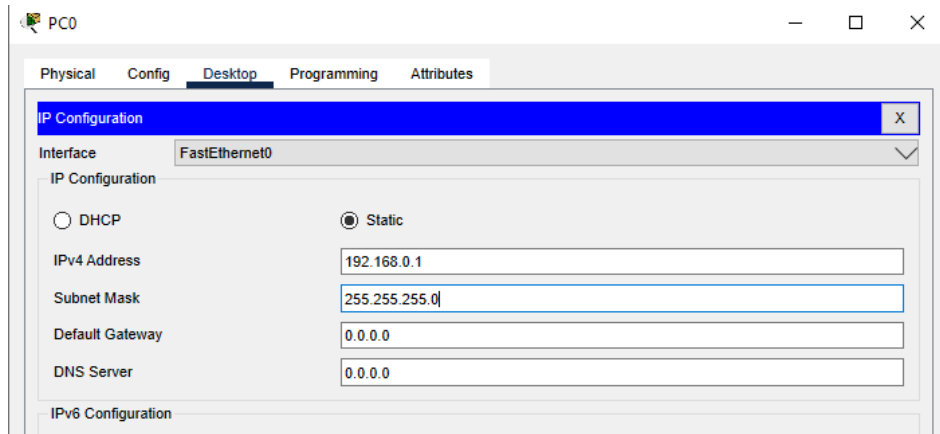 PC0
Physical Config Desktop Programming Attributes
IP Configuration X
Interface FastEthernet0
IP Configuration
DHCP Static
IPv4 Address 192.168.0.1
Subnet Mask 255.255.255.0
Default Gateway 0.0.0.0
DNS Server 0.0.0.0
IPv6 Configuration